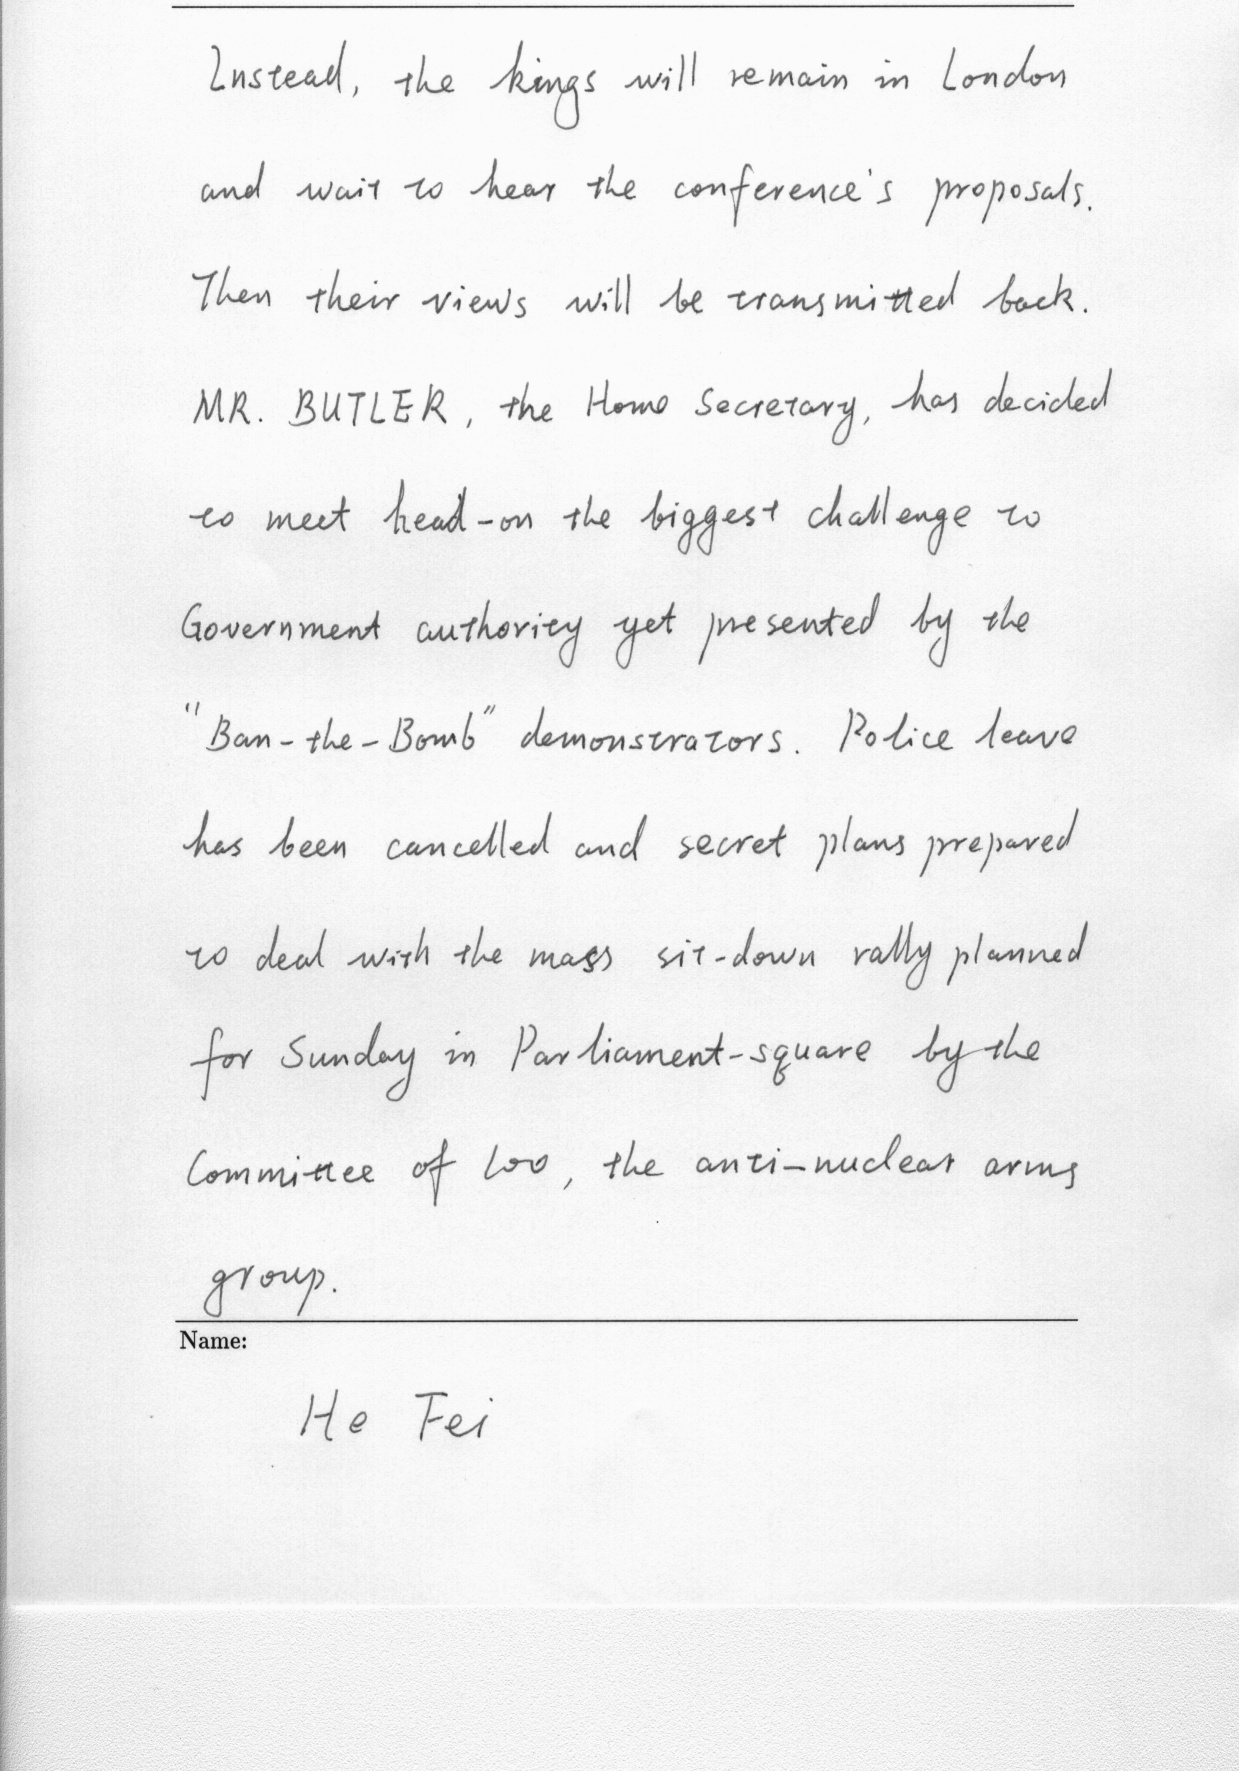 Instead, the kings will remain in London
and wait to hear the conference's proposals.
Then their views will be transmitted back.
MR. BUTLER, the Home Secretary, has decided
to meet head-on the biggest challenge to
Government authority yet presented by the
"Ban-the-Bomb" demonstrators. Police leave
has been cancelled and secret plans prepared
to deal with the mass sit-down rally planned
for Sunday in Parliament-square by the
Committee of 100, the anti-nuclear arms
group.
Name:
He Fei